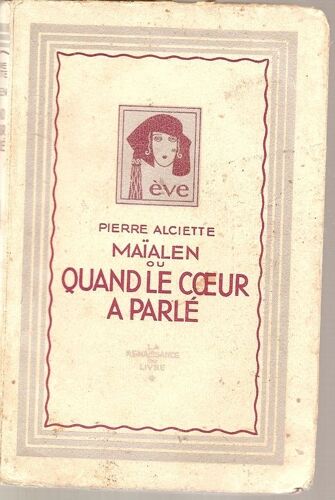 ève
PIERRE ALCIETTE
MAÏALEN
OU
QUAND LE CŒUR
A PARLÉ
LA
RENAISSANCE
DU
LIVRE